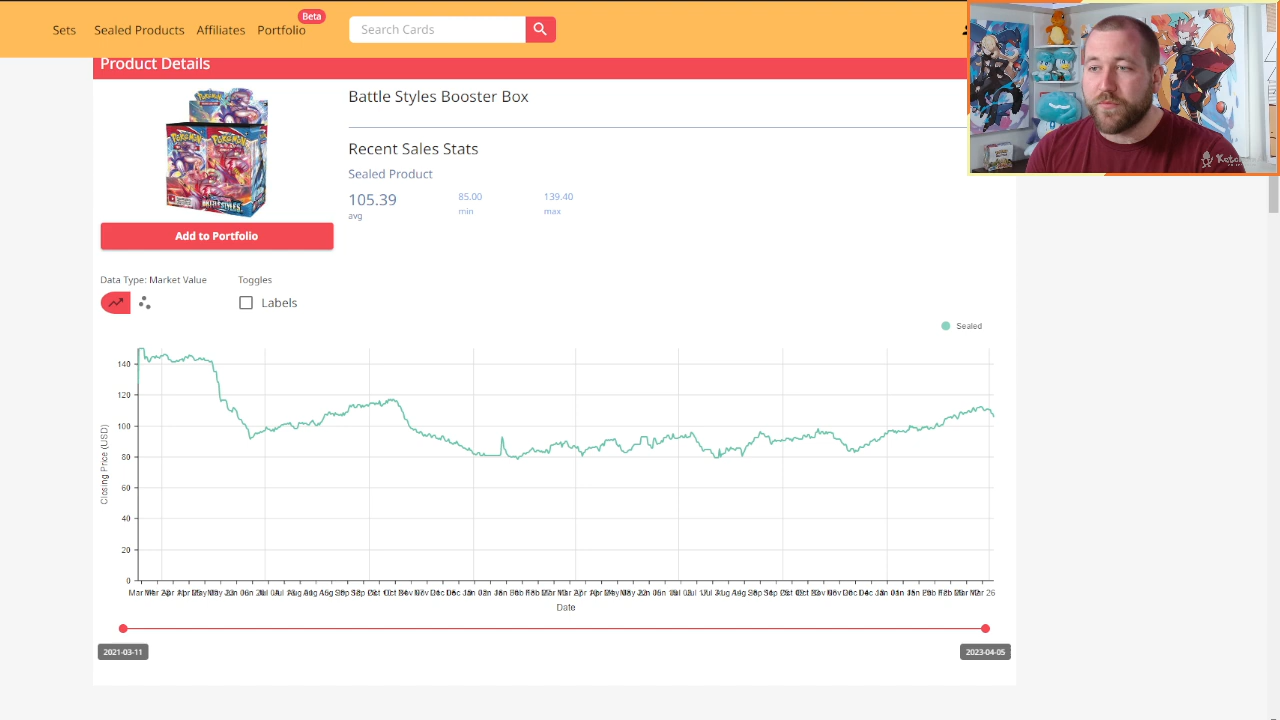 Beta
Sets Sealed Products Affiliates Portfolio
Search Cards
Product Details
Battle Styles Booster Box
Recent Sales Stats
Sealed Product
105.39 85.00 139.40
avg min max
Add to Portfolio
Data Type: Market Value Toggles
Labels
Sealed
140
120
100
80
60
40
20
0
Closing Price (USD)
Date
2021-03-11 2023-04-05